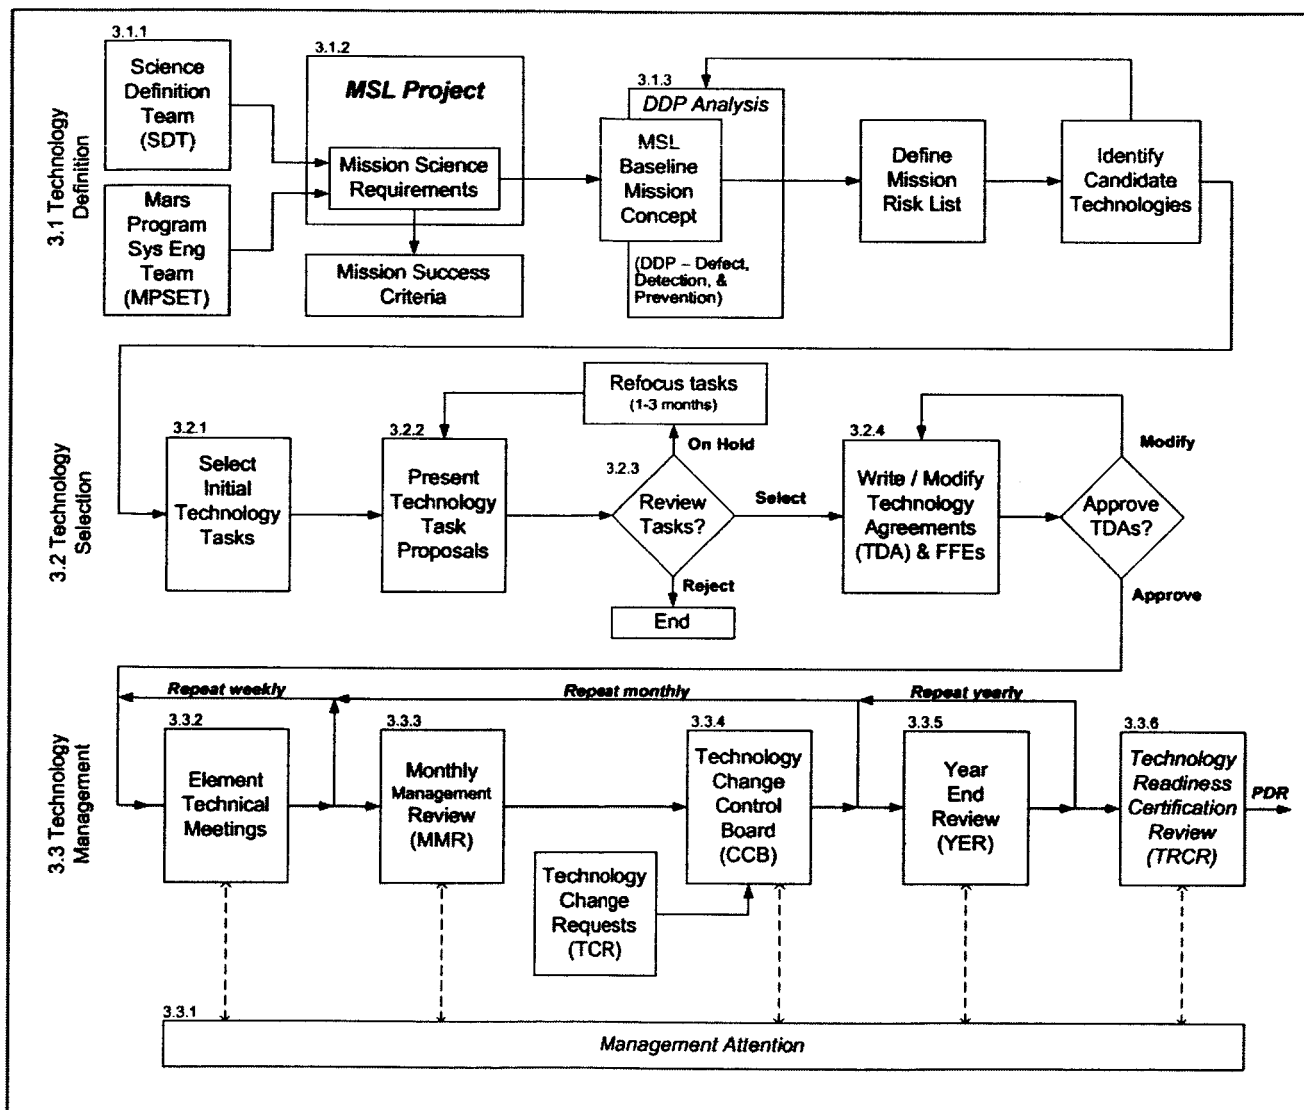 3.1 Technology
Definition
3.1.1
Science
Definition
Team
(SDT)
Mars
Program
Sys Eng
Team
(MPSET)
3.1.2
MSL Project
Mission Science
Requirements
Mission Success
Criteria
3.1.3
DDP Analysis
MSL
Baseline
Mission
Concept
(DDP – Defect,
Detection, &
Prevention)
Define
Mission
Risk List
Identify
Candidate
Technologies
3.2 Technology
Selection
3.2.1
Select
Initial
Technology
Tasks
3.2.2
Present
Technology
Task
Proposals
Refocus tasks
(1-3 months)
On Hold
3.2.3
Review
Tasks?
Select
Reject
End
3.2.4
Write / Modify
Technology
Agreements
(TDA) & FFEs
Modify
Approve
TDAs?
Approve
3.3 Technology
Management
Repeat weekly
Repeat monthly
Repeat yearly
3.3.2
Element
Technical
Meetings
3.3.3
Monthly
Management
Review
(MMR)
Technology
Change
Requests
(TCR)
3.3.4
Technology
Change
Control
Board
(CCB)
3.3.5
Year
End
Review
(YER)
3.3.6
Technology
Readiness
Certification
Review
(TRCR)
PDR
3.3.1
Management Attention